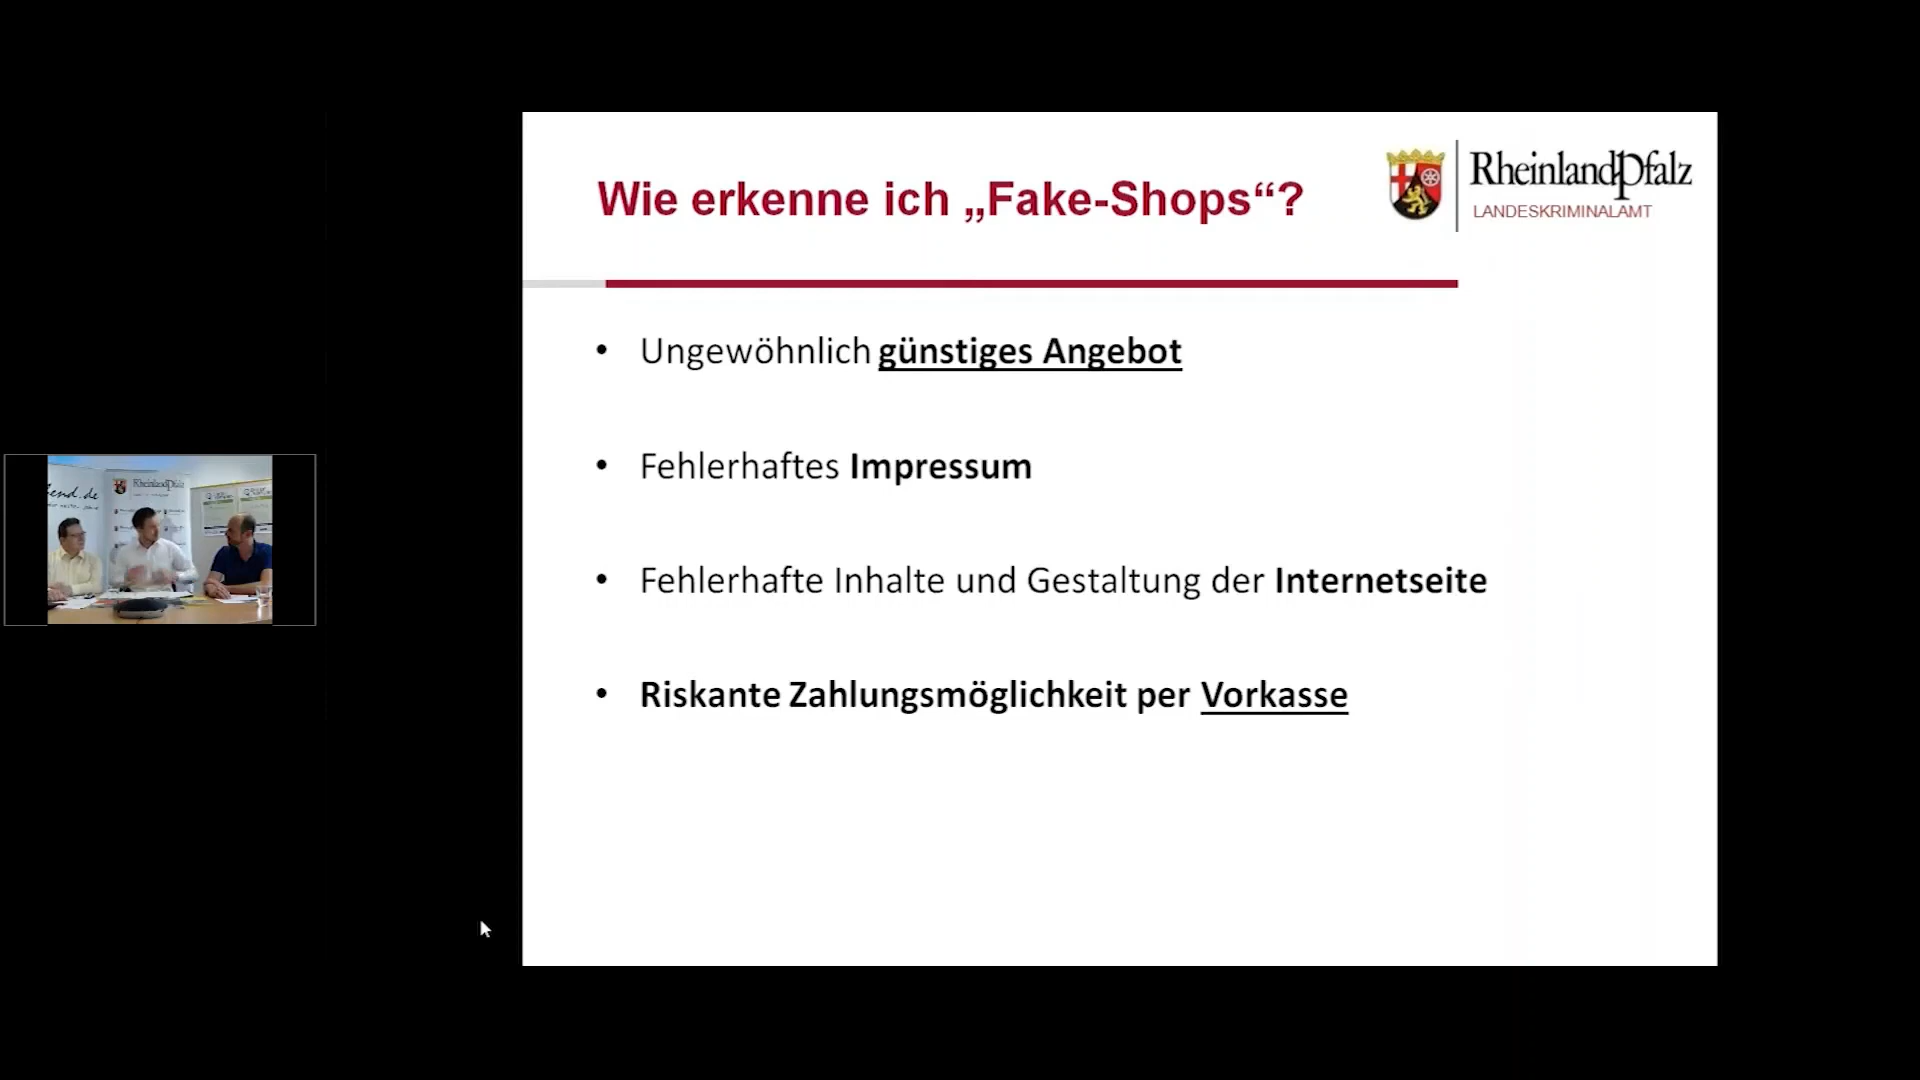 Wie erkenne ich „Fake-Shops“?
RheinlandPfalz
LANDESKRIMINALAMT
• Ungewöhnlich günstiges Angebot
• Fehlerhaftes Impressum
• Fehlerhafte Inhalte und Gestaltung der Internetseite
• Riskante Zahlungsmöglichkeit per Vorkasse
RheinlandPfalz